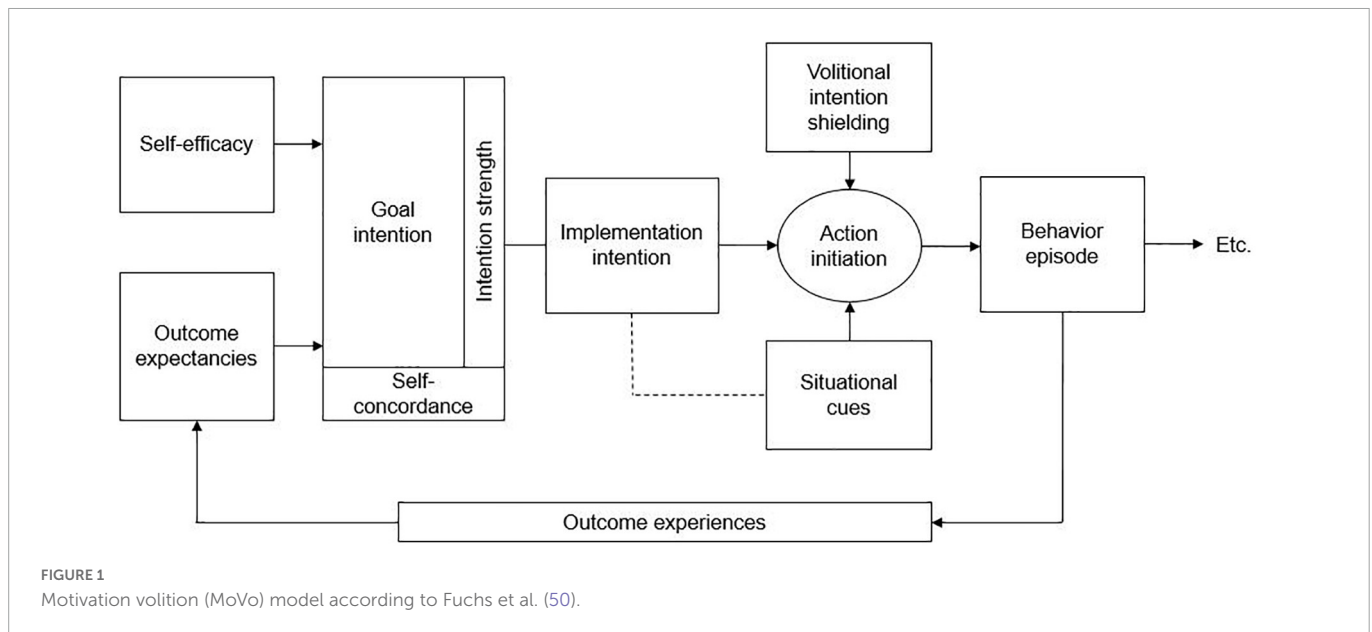 Self-efficacy
Outcome
expectancies
Goal
intention
Intention strength
Self-
concordance
Implementation
intention
Volitional
intention
shielding
Action
initiation
Situational
cues
Behavior
episode
Etc.
Outcome experiences
FIGURE 1
Motivation volition (MoVo) model according to Fuchs et al. (50).